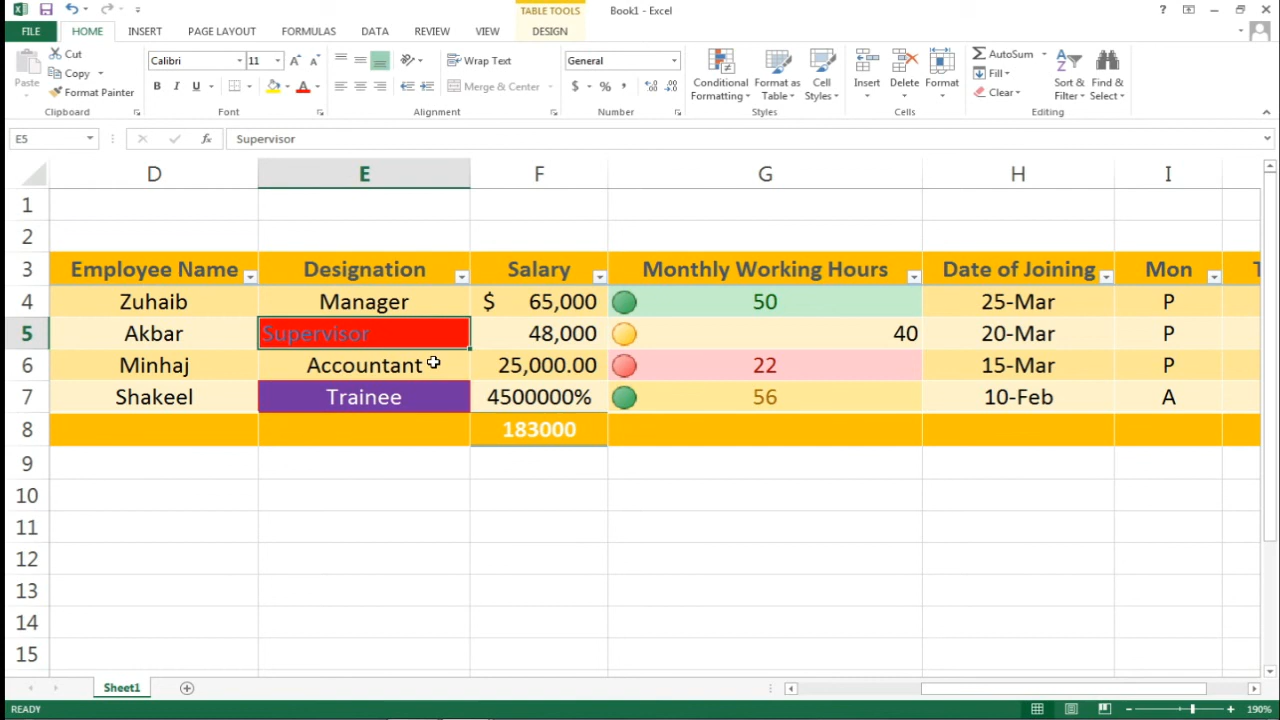 TABLE TOOLS
Book1 - Excel
FILE HOME INSERT PAGE LAYOUT FORMULAS DATA REVIEW VIEW DESIGN
Paste
Cut
Copy
Format Painter
Clipboard
Calibri 11
B I U
Font
Wrap Text
Merge & Center
Alignment
General
$ % ,
Number
Conditional Formatting
Format as Table
Cell Styles
Styles
Insert Delete Format
Cells
AutoSum
Fill
Clear
Sort & Filter
Find & Select
Editing
E5 fx Supervisor
D E F G H I
1
2
3 Employee Name Designation Salary Monthly Working Hours Date of Joining Mon
4 Zuhaib Manager $ 65,000 50 25-Mar P
5 Akbar Supervisor 48,000 40 20-Mar P
6 Minhaj Accountant 25,000.00 22 15-Mar P
7 Shakeel Trainee 4500000% 56 10-Feb A
8 183000
9
10
11
12
13
14
15
Sheet1
READY 190%